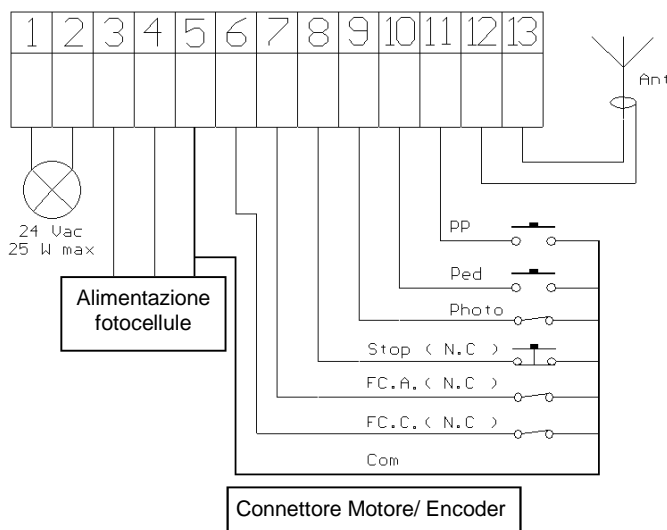 1 2 3 4 5 6 7 8 9 10 11 12 13
Ant
24 Vac
25 W max
Alimentazione
fotocellule
PP
Ped
Photo
Stop ( N.C )
FC.A. ( N.C )
FC.C. ( N.C )
Com
Connettore Motore/ Encoder